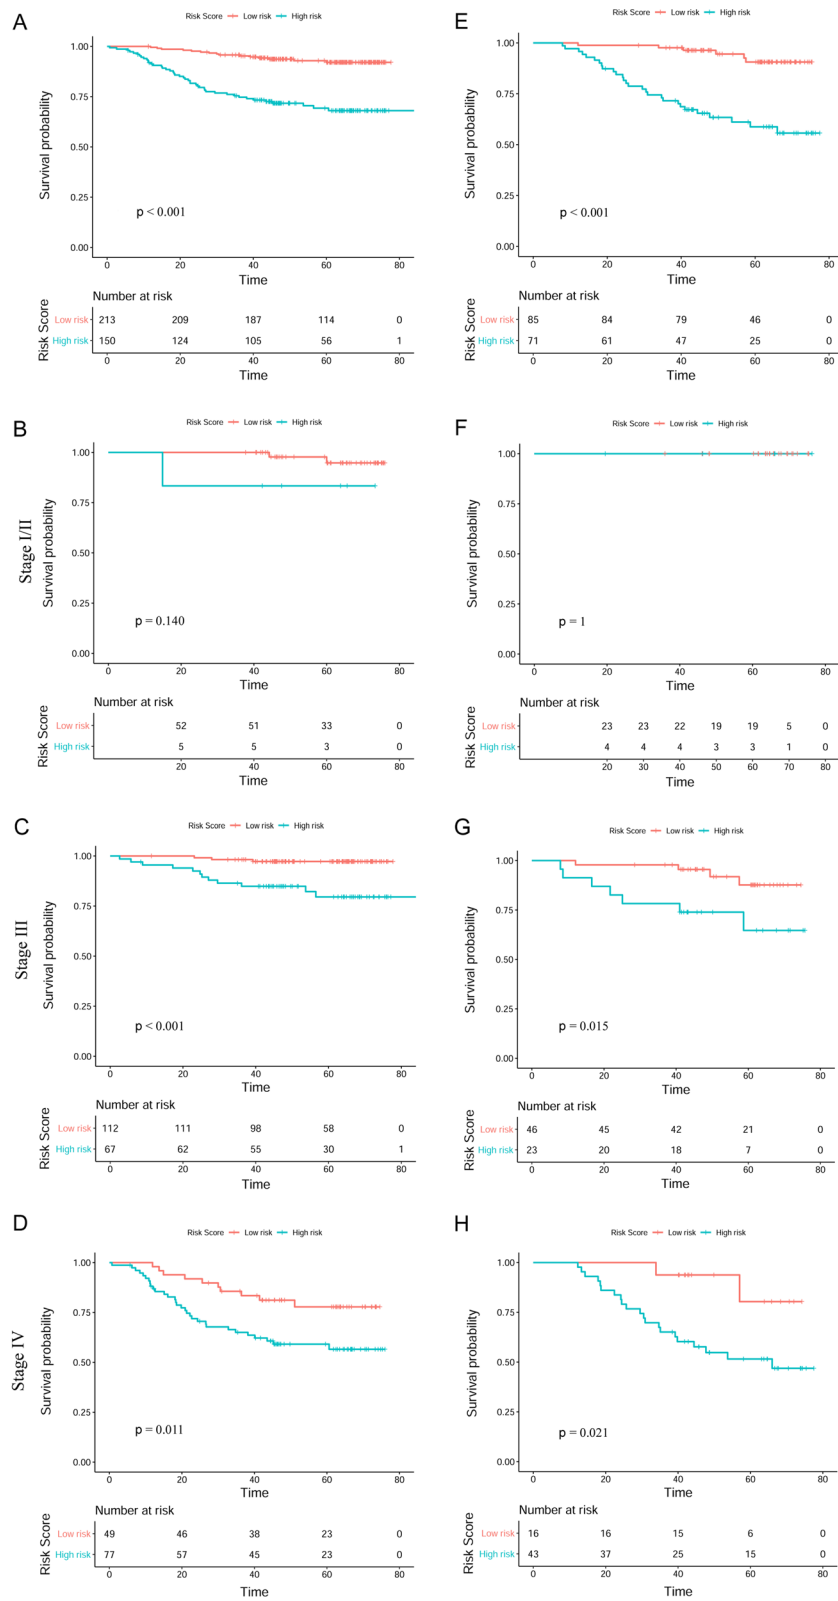 A
Risk Score Low risk High risk
1.00
0.75
0.50
0.25
0.00
Survival probability
p < 0.001
0 20 40 60 80
Time
Number at risk
Risk Score
Low risk 213 209 187 114 0
High risk 150 124 105 56 1
0 20 40 60 80
Time
E
Risk Score Low risk High risk
1.00
0.75
0.50
0.25
0.00
Survival probability
p < 0.001
0 20 40 60 80
Time
Number at risk
Risk Score
Low risk 85 84 79 46 0
High risk 71 61 47 25 0
0 20 40 60 80
Time
B
Risk Score Low risk High risk
Stage I/II
1.00
0.75
0.50
0.25
0.00
Survival probability
p = 0.140
0 20 40 60 80
Time
Number at risk
Risk Score
Low risk 52 51 33 0
High risk 5 5 3 0
20 40 60 80
Time
F
Risk Score Low risk High risk
1.00
0.75
0.50
0.25
0.00
Survival probability
p = 1
0 20 40 60 80
Time
Number at risk
Risk Score
Low risk 23 23 22 19 19 5 0
High risk 4 4 4 3 3 1 0
20 30 40 50 60 70 80
Time
C
Risk Score Low risk High risk
Stage III
1.00
0.75
0.50
0.25
0.00
Survival probability
p < 0.001
0 20 40 60 80
Time
Number at risk
Risk Score
Low risk 112 111 98 58 0
High risk 67 62 55 30 1
0 20 40 60 80
Time
G
Risk Score Low risk High risk
1.00
0.75
0.50
0.25
0.00
Survival probability
p = 0.015
0 20 40 60 80
Time
Number at risk
Risk Score
Low risk 46 45 42 21 0
High risk 23 20 18 7 0
0 20 40 60 80
Time
D
Risk Score Low risk High risk
Stage IV
1.00
0.75
0.50
0.25
0.00
Survival probability
p = 0.011
0 20 40 60 80
Time
Number at risk
Risk Score
Low risk 49 46 38 23 0
High risk 77 57 45 23 0
0 20 40 60 80
Time
H
Risk Score Low risk High risk
1.00
0.75
0.50
0.25
0.00
Survival probability
p = 0.021
0 20 40 60 80
Time
Number at risk
Risk Score
Low risk 16 16 15 6 0
High risk 43 37 25 15 0
0 20 40 60 80
Time